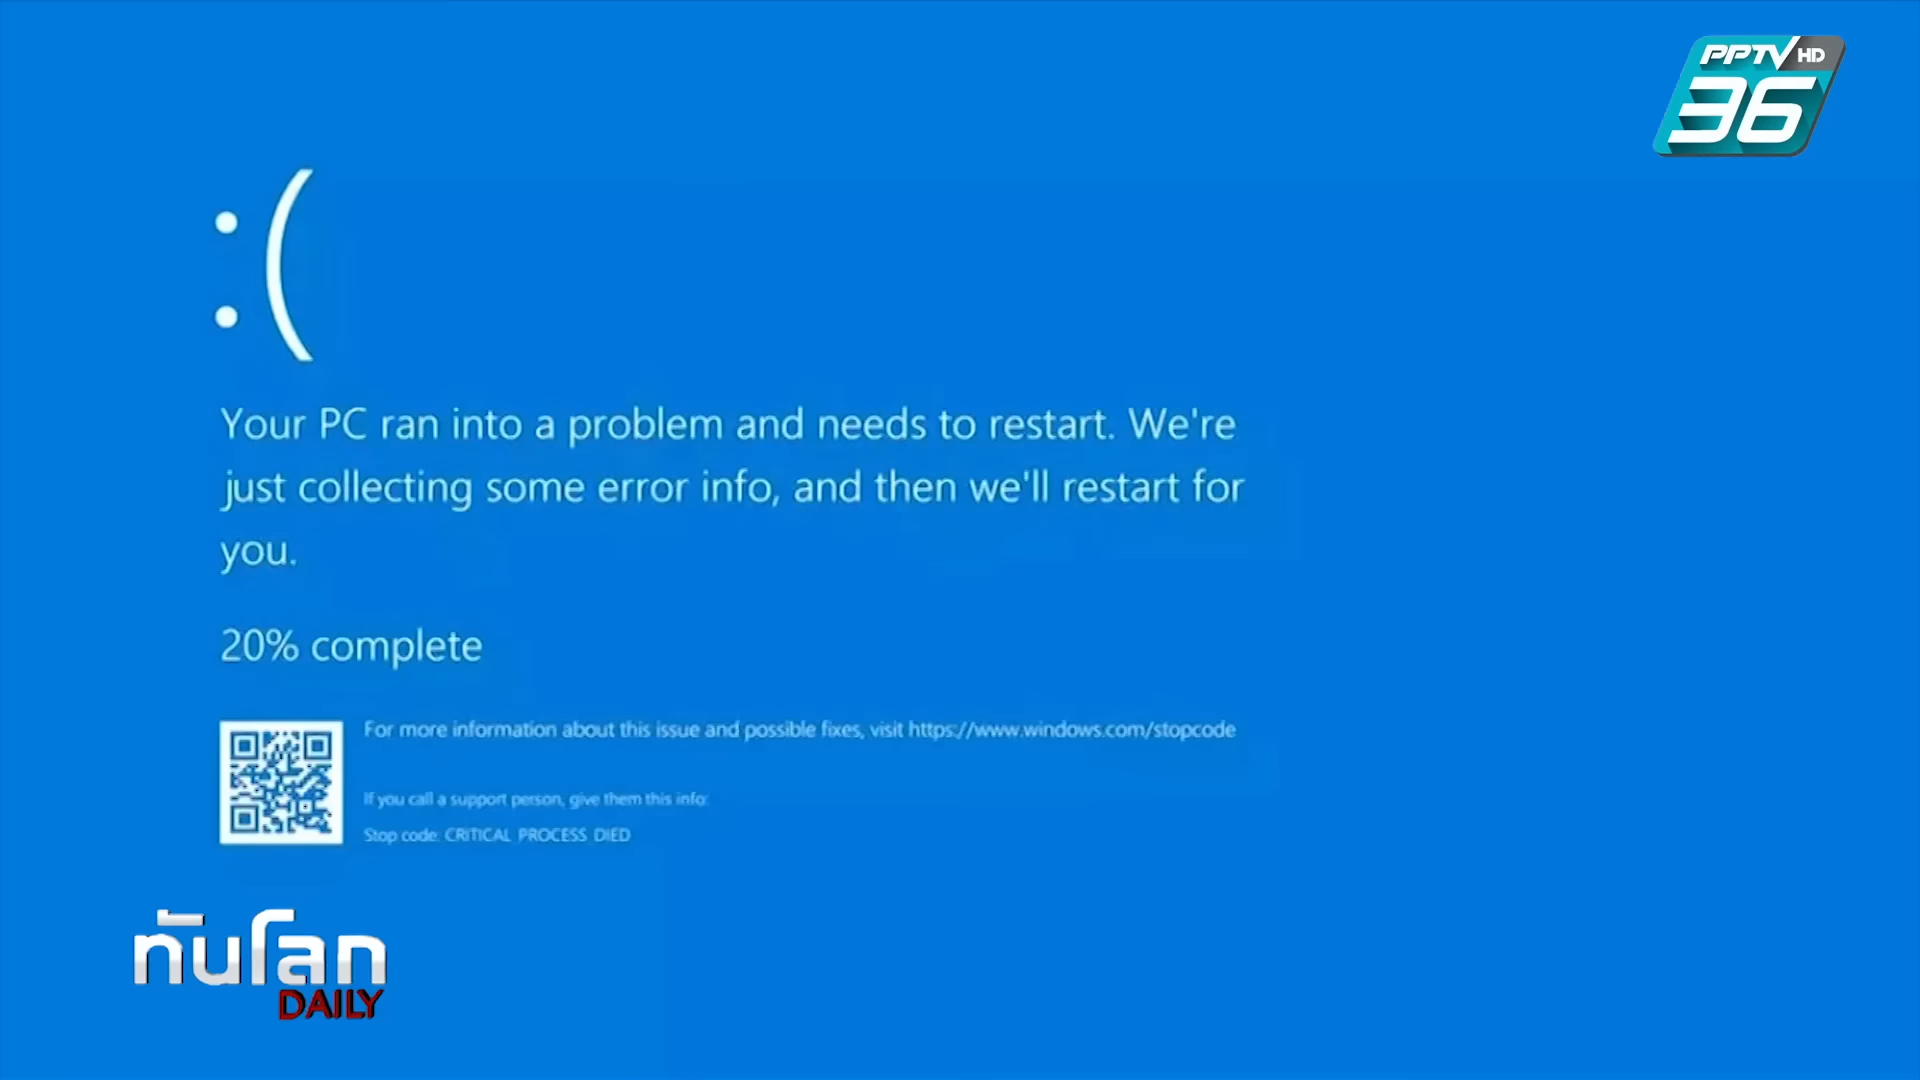 PPTV HD
36
:(
Your PC ran into a problem and needs to restart. We're
just collecting some error info, and then we'll restart for
you.
20% complete
For more information about this issue and possible fixes, visit https://www.windows.com/stopcode
If you call a support person, give them this info:
Stop code: CRITICAL PROCESS DIED
ทันโลก
DAILY